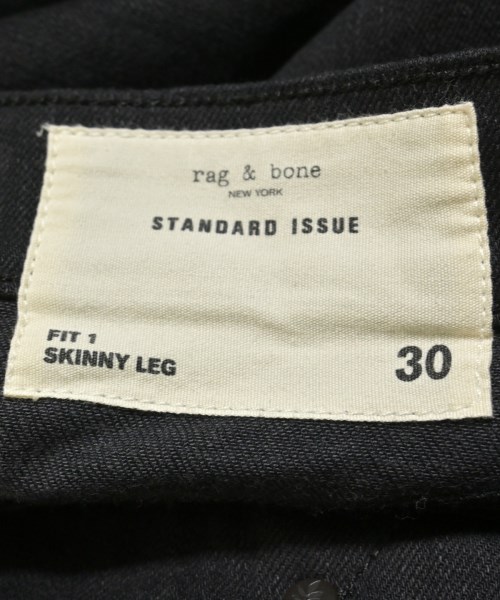 rag & bone
NEW YORK
STANDARD ISSUE
FIT 1
SKINNY LEG
30